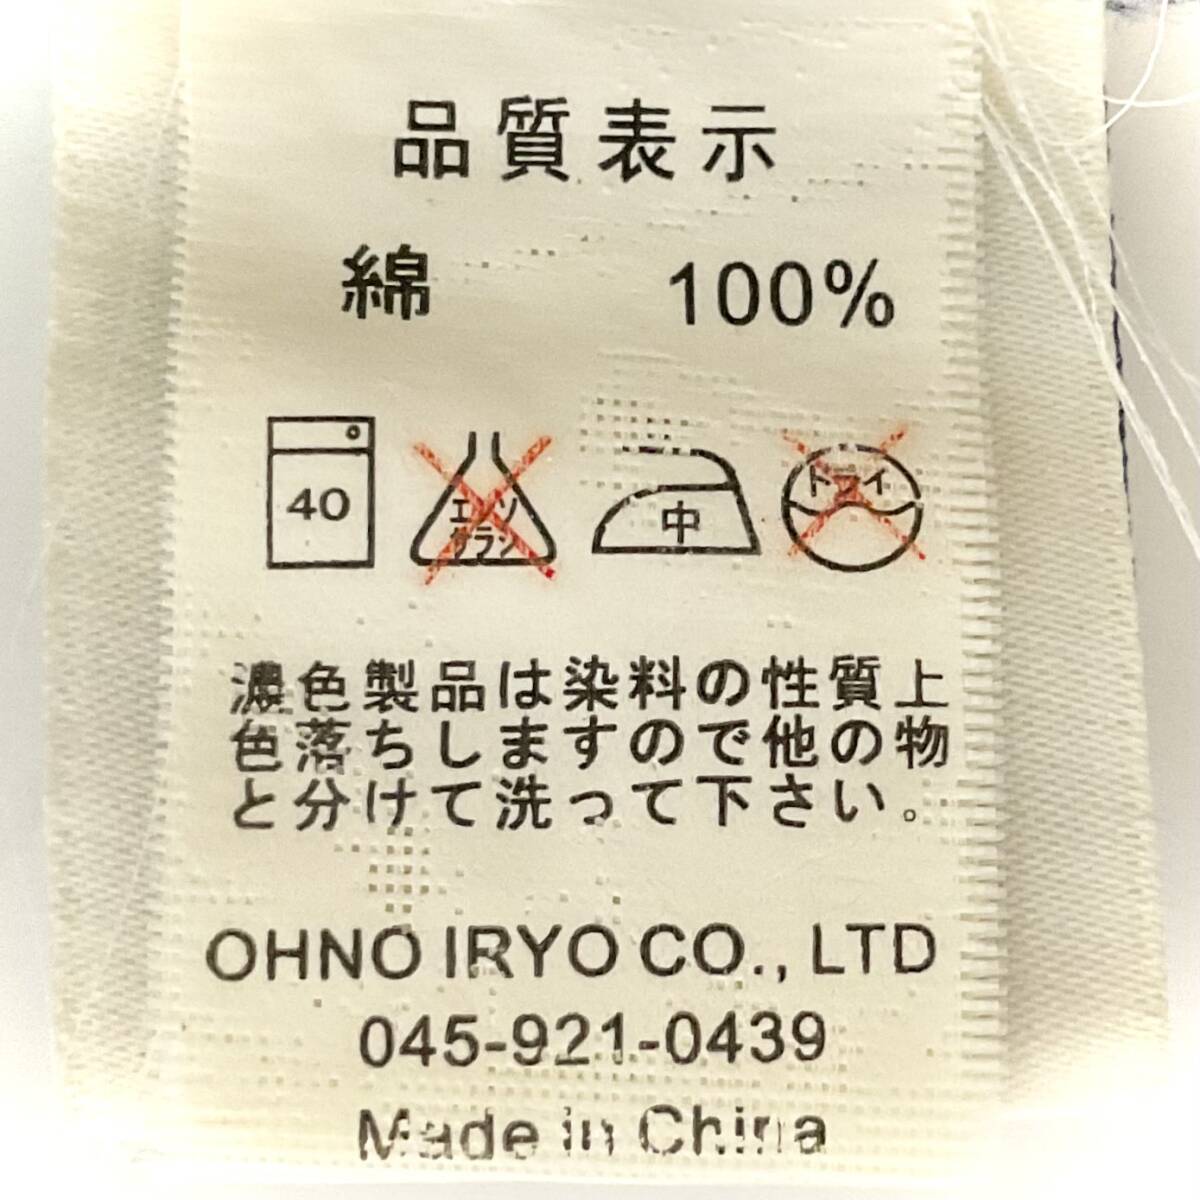 品質表示
綿 100%
40 エンソ 中 ドライ
サラシ
濃色製品は染料の性質上
色落ちしますので他の物
と分けて洗って下さい。
OHNO IRYO CO., LTD
045-921-0439
Made in China